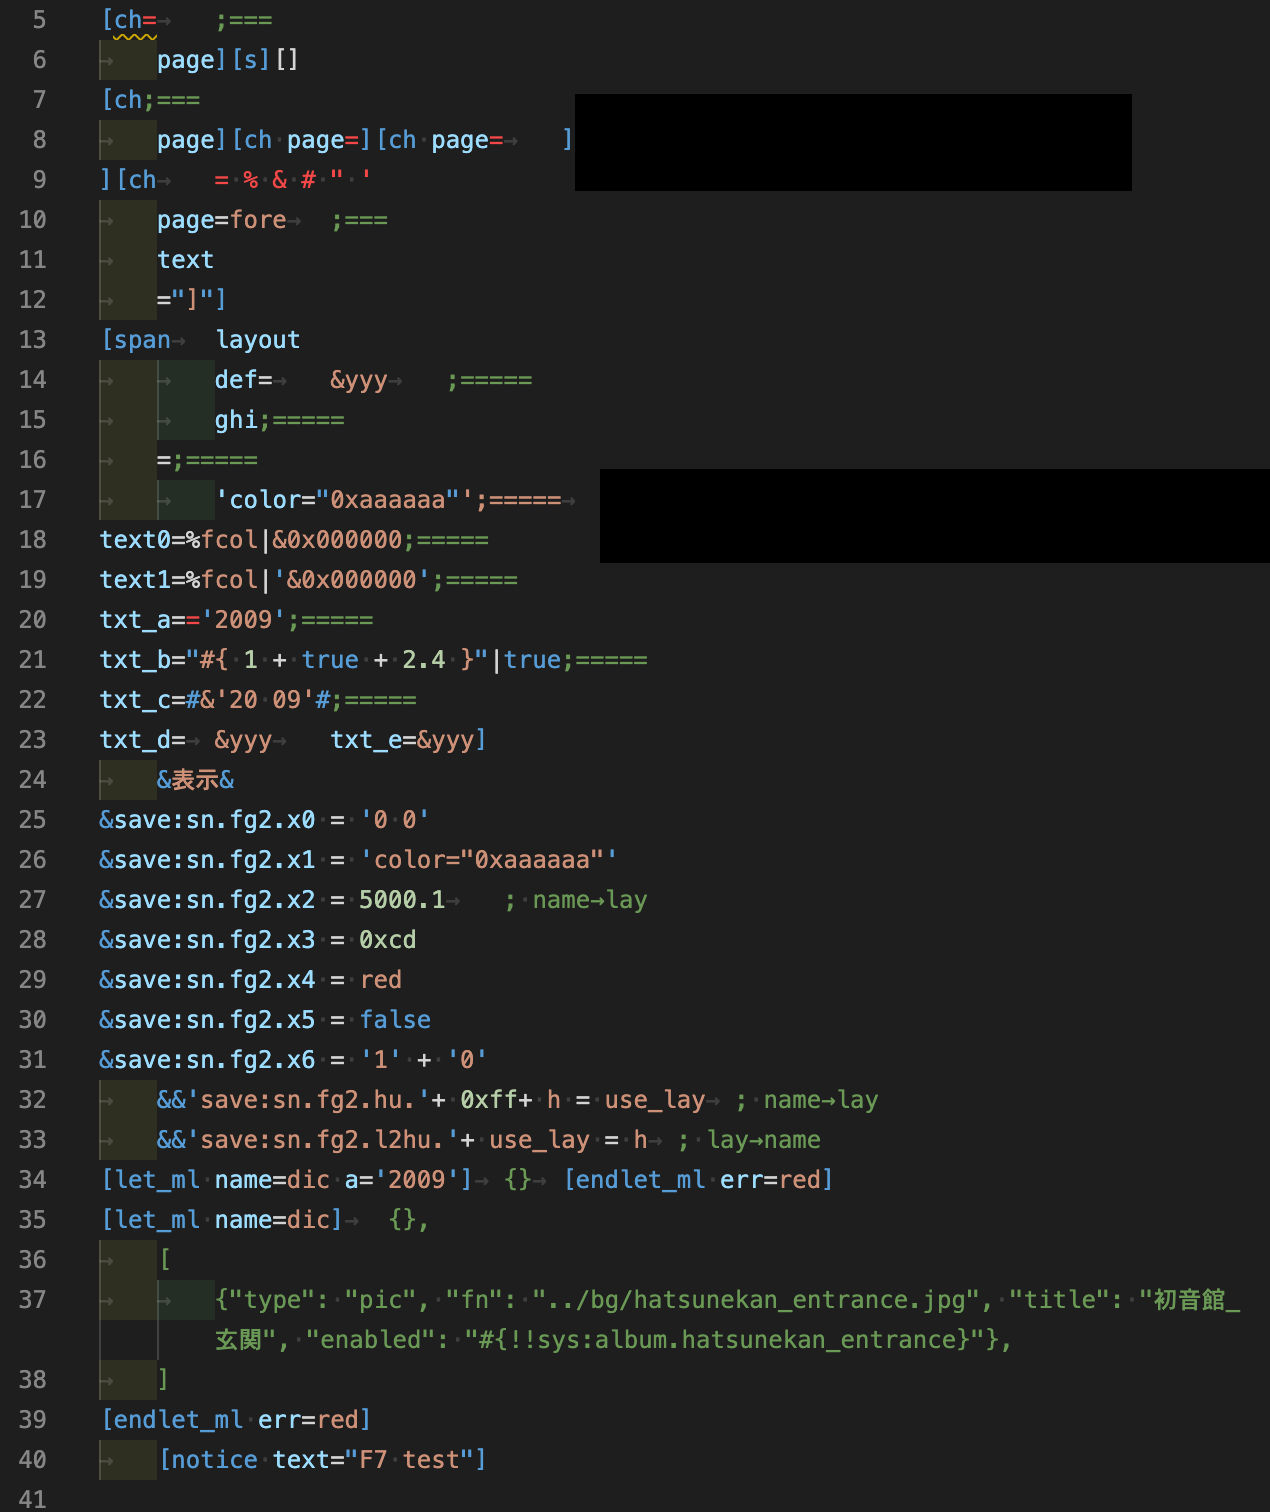 5 [ch=→ ;===
6 → page][s][]
7 [ch;===
8 → page][ch page=][ch page=→ ]
9 ][ch→ = % & # " '
10 → page=fore→ ;===
11 → text
12 → ="]"]
13 [span→ layout
14 → → def=→ &yyy→ ;=====
15 → → ghi;=====
16 → =;=====
17 → → 'color="0xaaaaaa"';=====→
18 text0=%fcol|&0x000000;=====
19 text1=%fcol|'&0x000000';=====
20 txt_a=='2009';=====
21 txt_b="#{ 1 + true + 2.4 }"|true;=====
22 txt_c=#&'20 09'#;=====
23 txt_d=→ &yyy→ txt_e=&yyy]
24 → &表示&
25 &save:sn.fg2.x0 = '0 0'
26 &save:sn.fg2.x1 = 'color="0xaaaaaa"'
27 &save:sn.fg2.x2 = 5000.1→ ; name→lay
28 &save:sn.fg2.x3 = 0xcd
29 &save:sn.fg2.x4 = red
30 &save:sn.fg2.x5 = false
31 &save:sn.fg2.x6 = '1' + '0'
32 → &&'save:sn.fg2.hu.'+ 0xff+ h = use_lay→ ; name→lay
33 → &&'save:sn.fg2.l2hu.'+ use_lay = h→ ; lay→name
34 [let_ml name=dic a='2009']→ {}→ [endlet_ml err=red]
35 [let_ml name=dic]→ {},
36 → [
37 → → {"type": "pic", "fn": "../bg/hatsunekan_entrance.jpg", "title": "初音館_
玄関", "enabled": "#{!!sys:album.hatsunekan_entrance}"},
38 → ]
39 [endlet_ml err=red]
40 → [notice text="F7 test"]
41